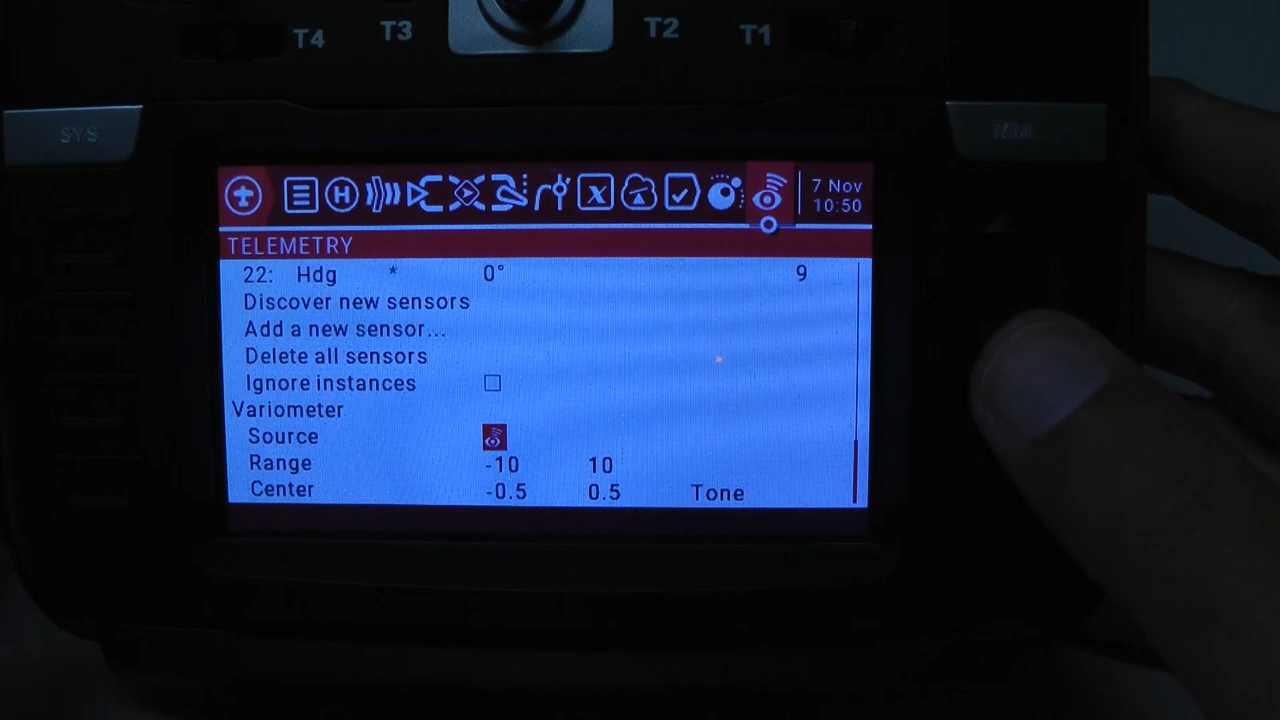 T4 T3 T2 T1
SYS
7 Nov
10:50
TELEMETRY
22: Hdg * 0° 9
Discover new sensors
Add a new sensor...
Delete all sensors
Ignore instances
Variometer
Source
Range -10 10
Center -0.5 0.5 Tone